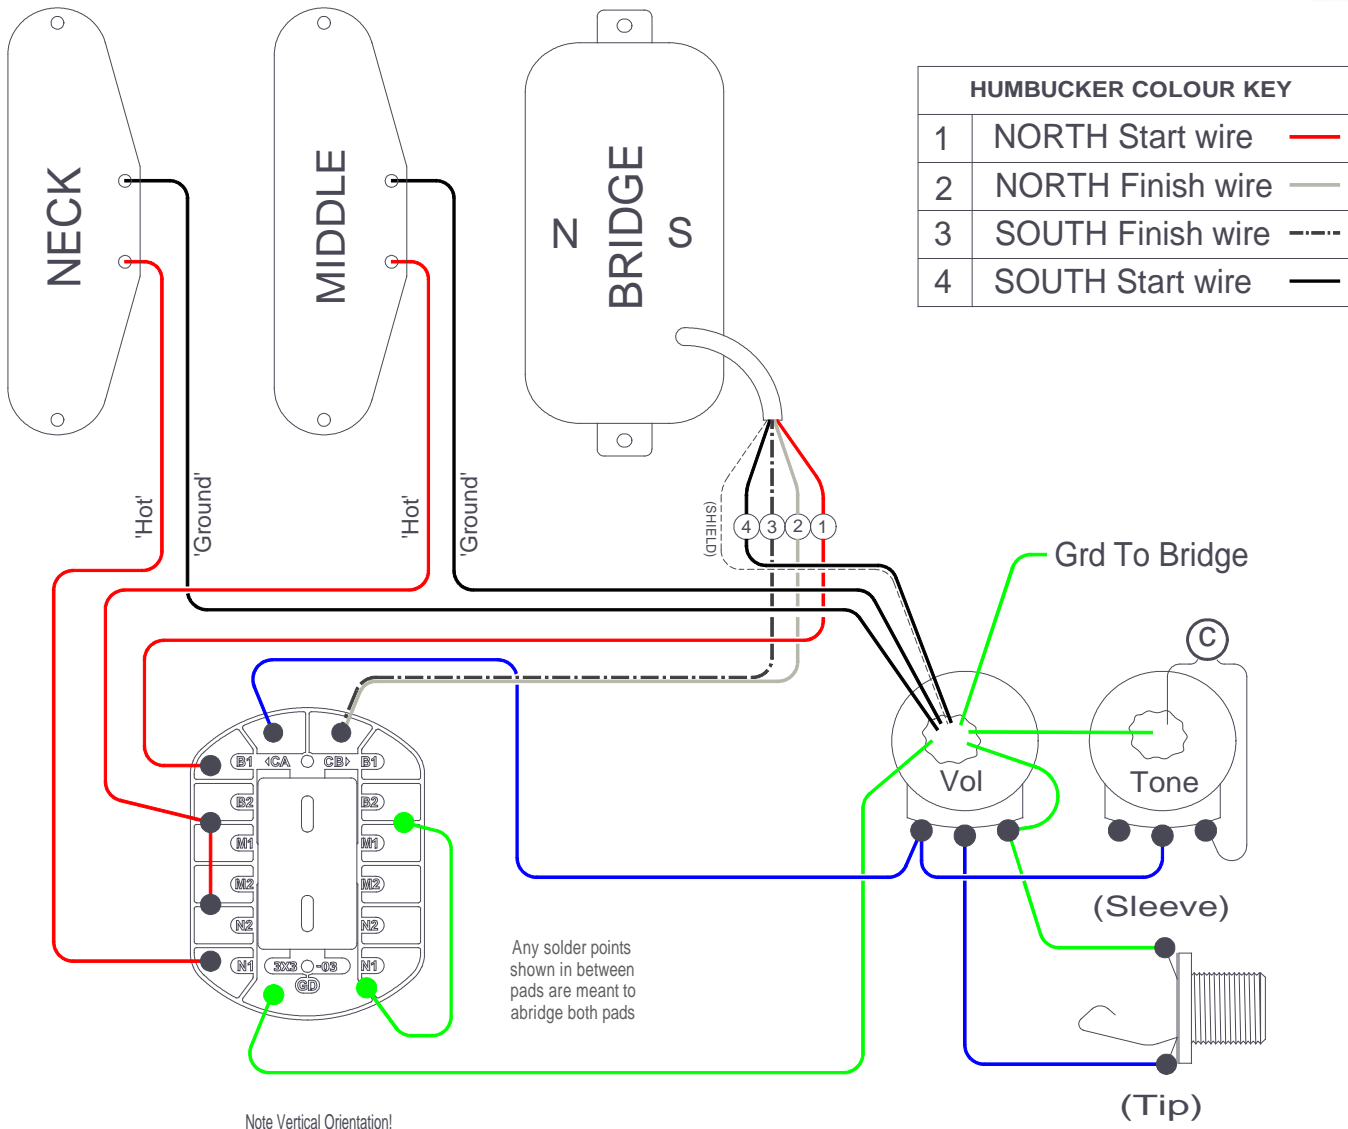 NECK
MIDDLE
BRIDGE
N
S
HUMBUCKER COLOUR KEY
1 NORTH Start wire
2 NORTH Finish wire
3 SOUTH Finish wire
4 SOUTH Start wire
'Hot'
'Ground'
'Hot'
'Ground'
(SHIELD)
4 3 2 1
Grd To Bridge
C
Vol
Tone
B1 CA CB B1
B2 B2
M1 M1
M2 M2
N2 N2
N1 3X3 -03 N1
GD
Any solder points
shown in between
pads are meant to
abridge both pads
(Sleeve)
(Tip)
Note Vertical Orientation!